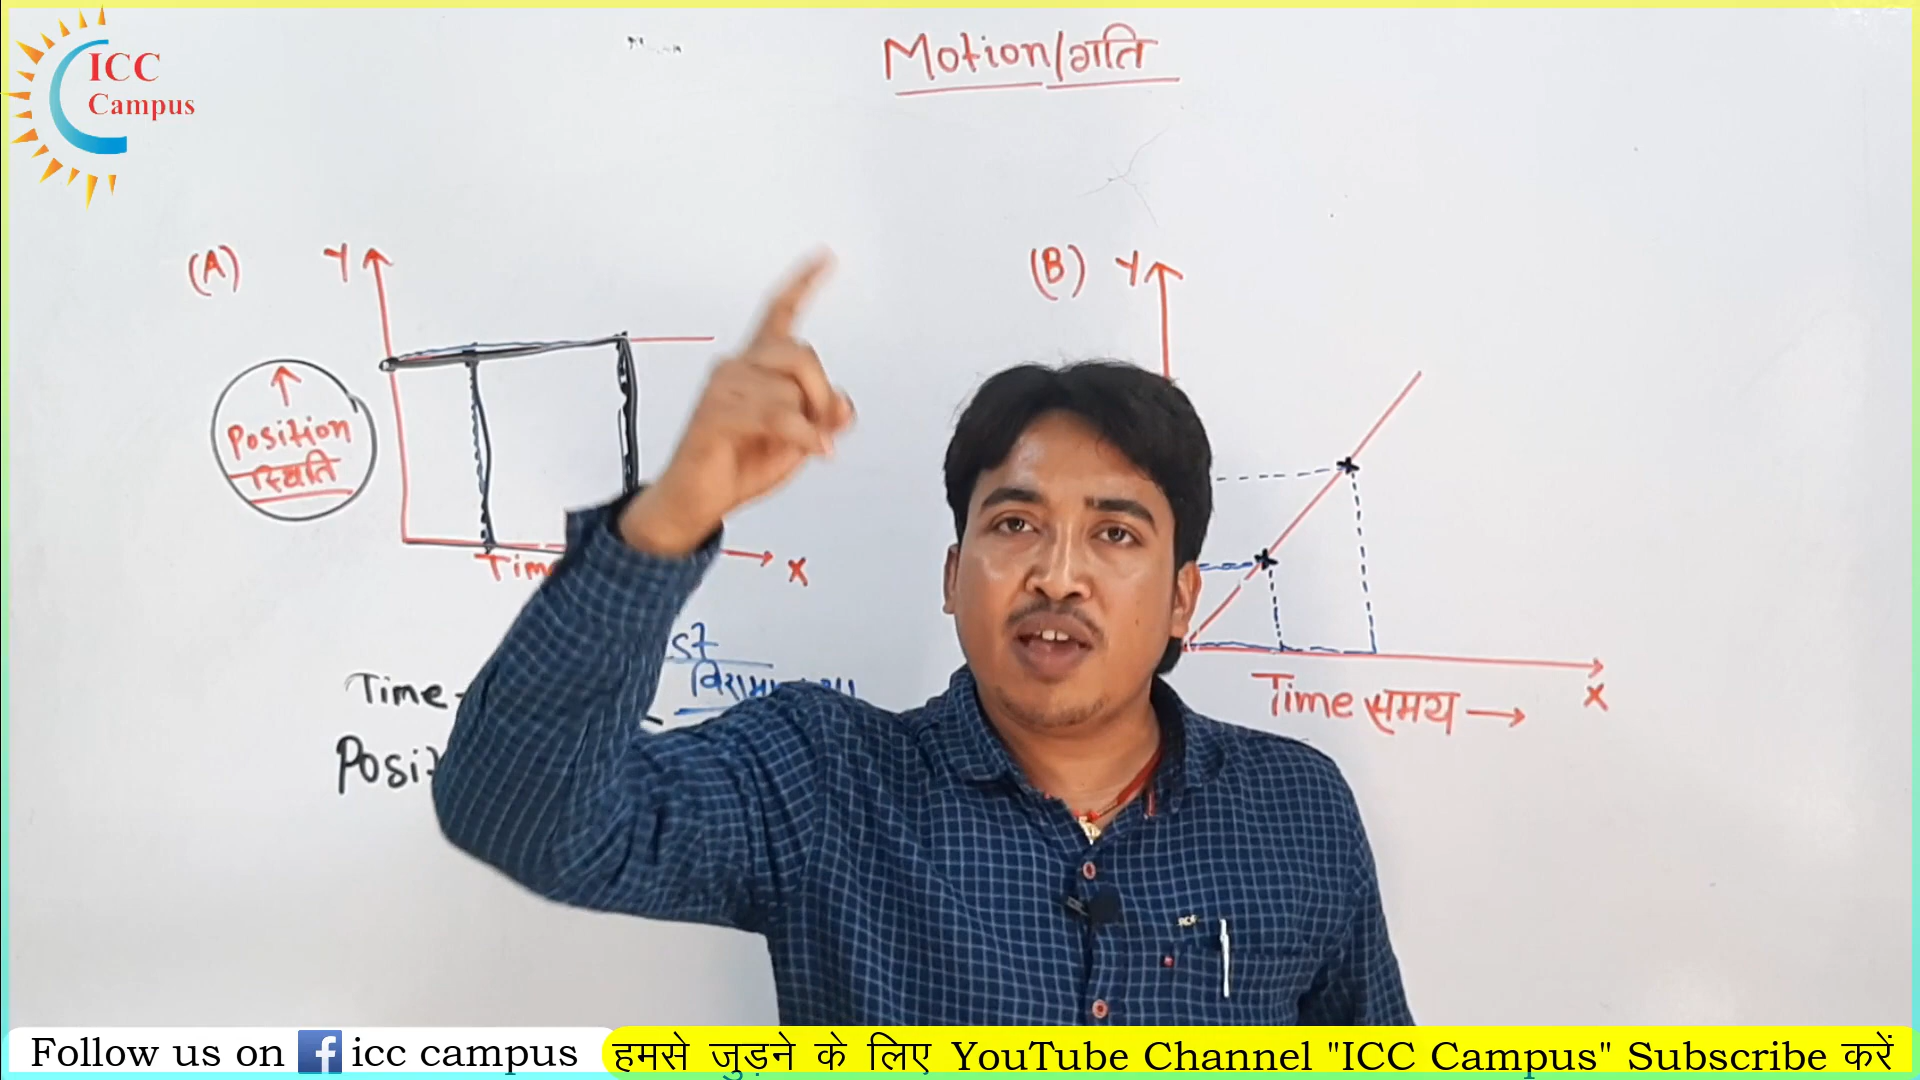 ICC
Campus
Motion/गति
(A) Y
(B) Y
Position
स्थिति
X
Time
Time समय
X
Follow us on icc campus
हमसे जुड़ने के लिए YouTube Channel "ICC Campus" Subscribe करें